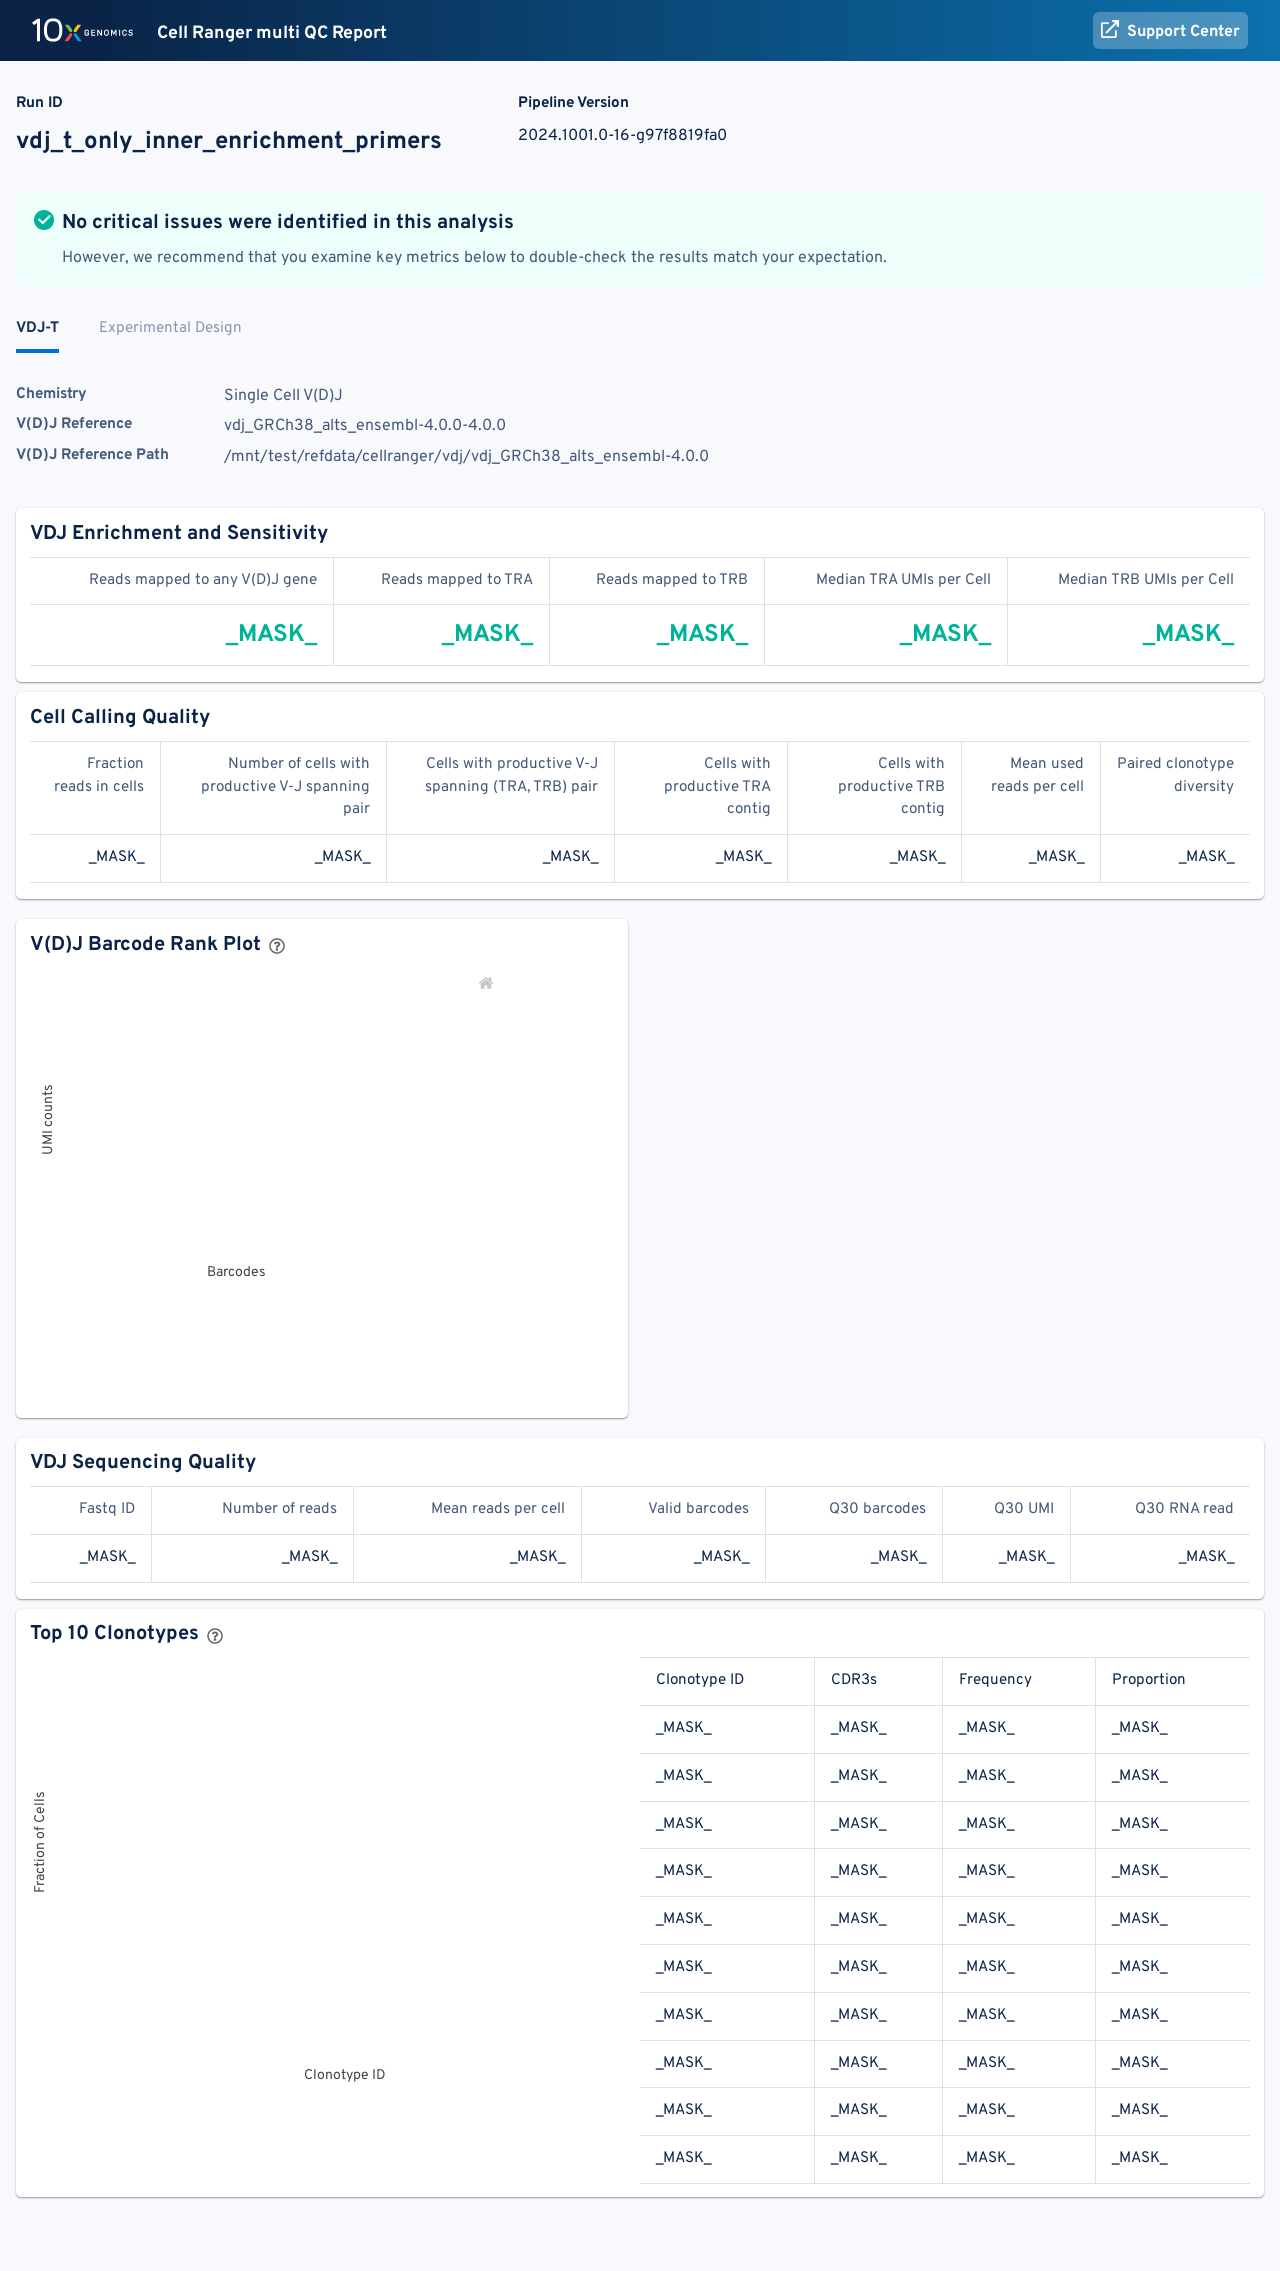 10x GENOMICS Cell Ranger multi QC Report Support Center
Run ID Pipeline Version
vdj_t_only_inner_enrichment_primers 2024.1001.0-16-g97f8819fa0
No critical issues were identified in this analysis
However, we recommend that you examine key metrics below to double-check the results match your expectation.
VDJ-T Experimental Design
Chemistry Single Cell V(D)J
V(D)J Reference vdj_GRCh38_alts_ensembl-4.0.0-4.0.0
V(D)J Reference Path /mnt/test/refdata/cellranger/vdj/vdj_GRCh38_alts_ensembl-4.0.0
VDJ Enrichment and Sensitivity
Reads mapped to any V(D)J gene Reads mapped to TRA Reads mapped to TRB Median TRA UMIs per Cell Median TRB UMIs per Cell
_MASK_ _MASK_ _MASK_ _MASK_ _MASK_
Cell Calling Quality
Fraction Number of cells with Cells with productive V-J Cells with Cells with Mean used Paired clonotype
reads in cells productive V-J spanning spanning (TRA, TRB) pair productive TRA productive TRB reads per cell diversity
pair contig contig
_MASK_ _MASK_ _MASK_ _MASK_ _MASK_ _MASK_ _MASK_
V(D)J Barcode Rank Plot
UMI counts
Barcodes
VDJ Sequencing Quality
Fastq ID Number of reads Mean reads per cell Valid barcodes Q30 barcodes Q30 UMI Q30 RNA read
_MASK_ _MASK_ _MASK_ _MASK_ _MASK_ _MASK_ _MASK_
Top 10 Clonotypes
Fraction of Cells
Clonotype ID
Clonotype ID CDR3s Frequency Proportion
_MASK_ _MASK_ _MASK_ _MASK_
_MASK_ _MASK_ _MASK_ _MASK_
_MASK_ _MASK_ _MASK_ _MASK_
_MASK_ _MASK_ _MASK_ _MASK_
_MASK_ _MASK_ _MASK_ _MASK_
_MASK_ _MASK_ _MASK_ _MASK_
_MASK_ _MASK_ _MASK_ _MASK_
_MASK_ _MASK_ _MASK_ _MASK_
_MASK_ _MASK_ _MASK_ _MASK_
_MASK_ _MASK_ _MASK_ _MASK_